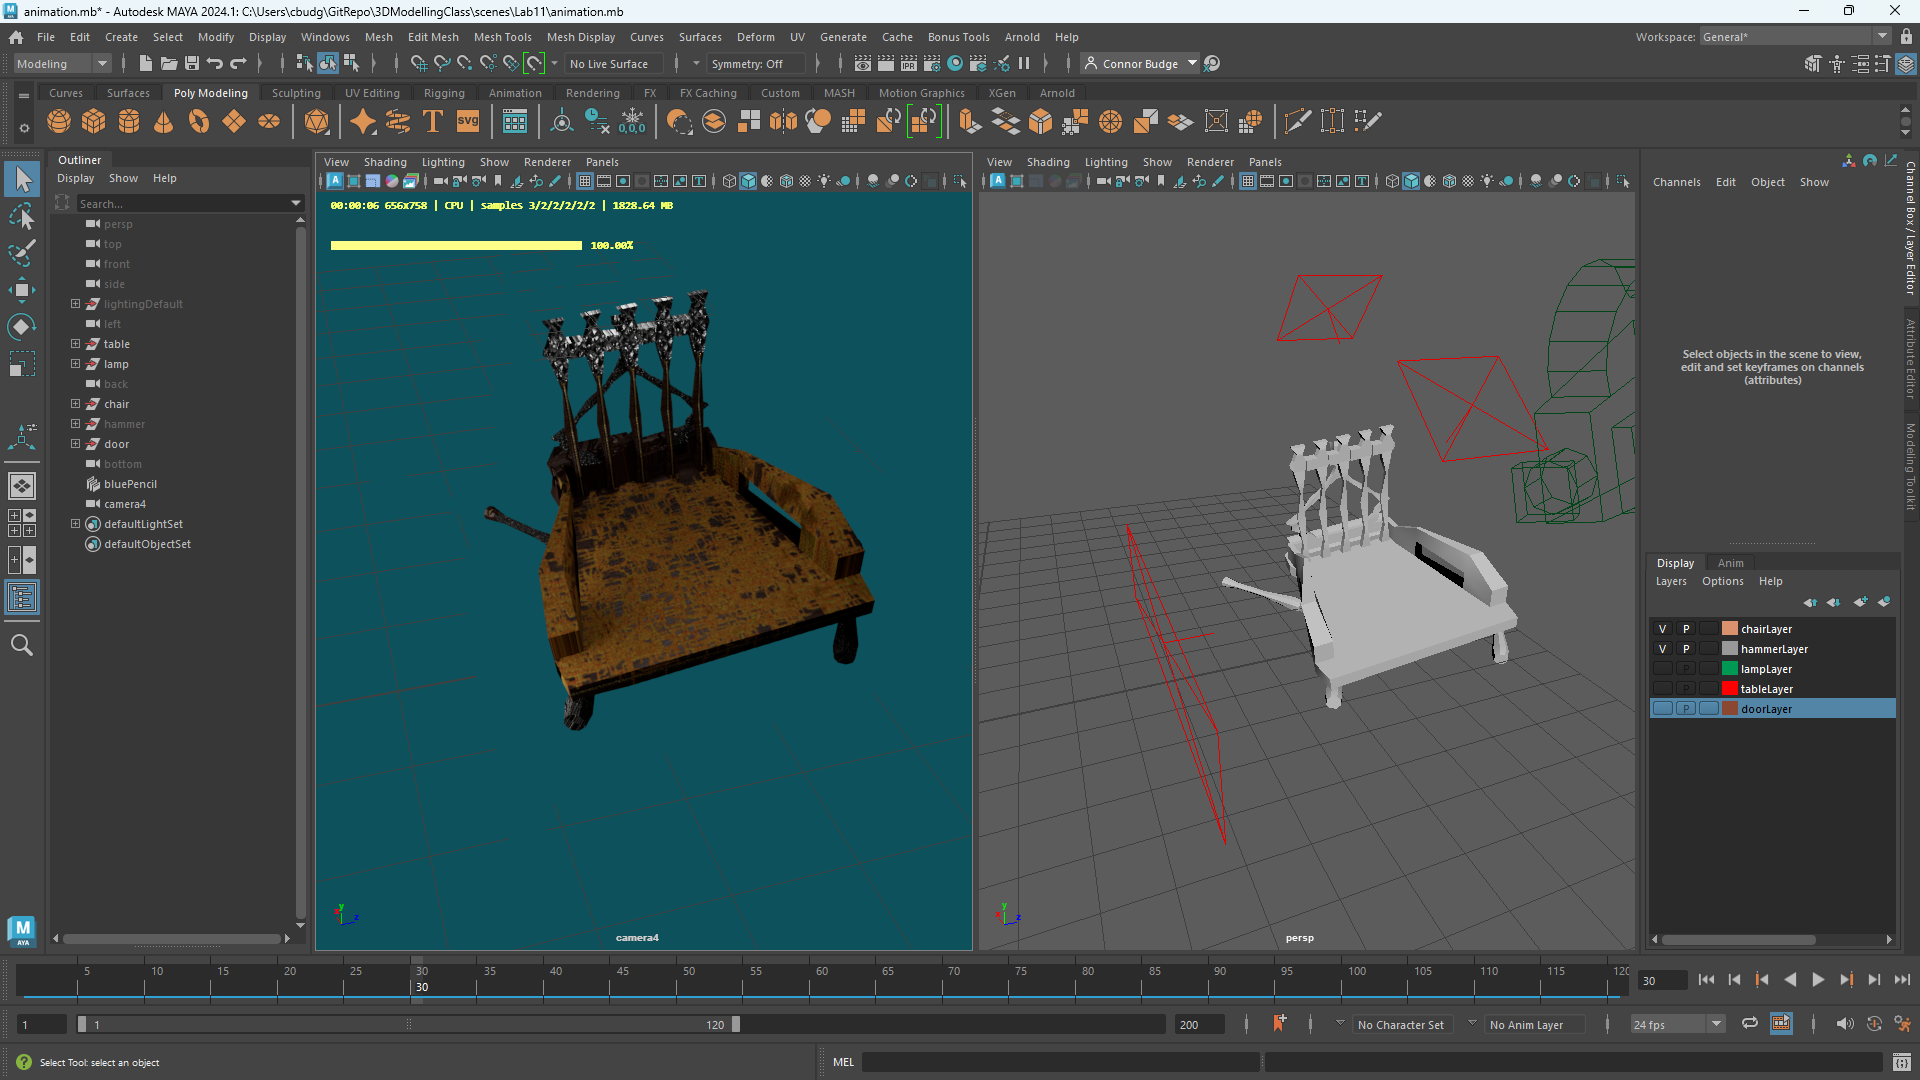 animation.mb* - Autodesk MAYA 2024.1: C:\Users\cbudg\GitRepo\3DModellingClass\scenes\Lab11\animation.mb
File Edit Create Select Modify Display Windows Mesh Edit Mesh Mesh Tools Mesh Display Curves Surfaces Deform UV Generate Cache Bonus Tools Arnold Help
Workspace: General*
Modeling
No Live Surface
Symmetry: Off
IPR
Connor Budge
Curves Surfaces Poly Modeling Sculpting UV Editing Rigging Animation Rendering FX FX Caching Custom MASH Motion Graphics XGen Arnold
T svg 0,0,0
Outliner
Display Show Help
Search...
persp
top
front
side
lightingDefault
left
table
lamp
back
chair
hammer
door
bottom
bluePencil
camera4
defaultLightSet
defaultObjectSet
M
AYA
View Shading Lighting Show Renderer Panels
00:00:06 656x758 | CPU | samples 3/2/2/2/2/2 | 1828.64 MB
100.00%
y
z
camera4
View Shading Lighting Show Renderer Panels
y
z
persp
Channels Edit Object Show
Select objects in the scene to view,
edit and set keyframes on channels
(attributes)
Channel Box / Layer Editor
Attribute Editor
Modeling Toolkit
Display Anim
Layers Options Help
V P chairLayer
V P hammerLayer
P lampLayer
P tableLayer
P doorLayer
5 10 15 20 25 30 35 40 45 50 55 60 65 70 75 80 85 90 95 100 105 110 115 120
30
30
1
1
120
200
No Character Set
No Anim Layer
24 fps
Select Tool: select an object
MEL